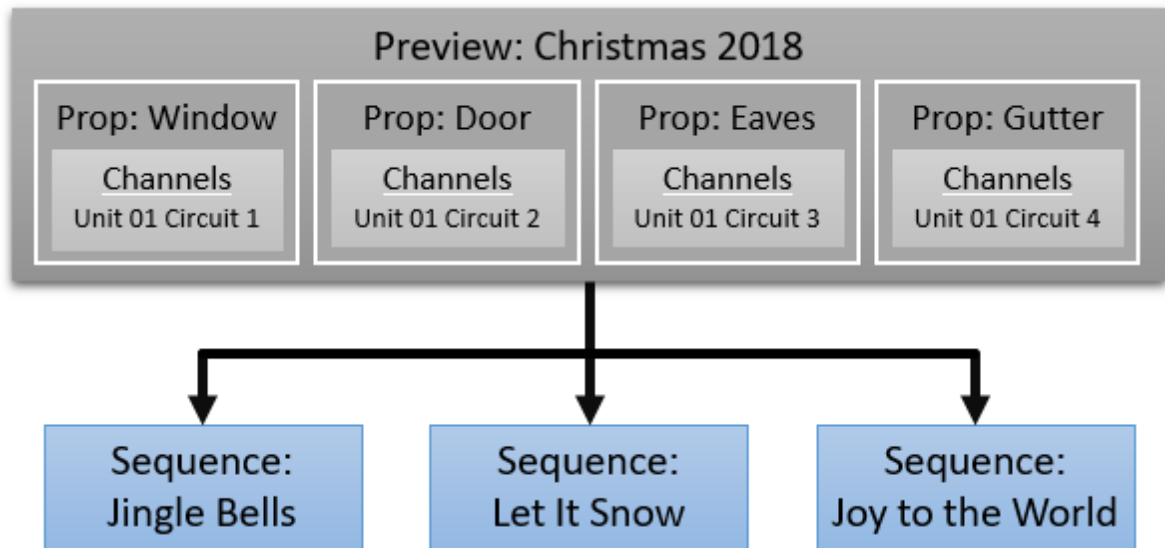 Preview: Christmas 2018
Prop: Window
Channels
Unit 01 Circuit 1
Prop: Door
Channels
Unit 01 Circuit 2
Prop: Eaves
Channels
Unit 01 Circuit 3
Prop: Gutter
Channels
Unit 01 Circuit 4
Sequence:
Jingle Bells
Sequence:
Let It Snow
Sequence:
Joy to the World